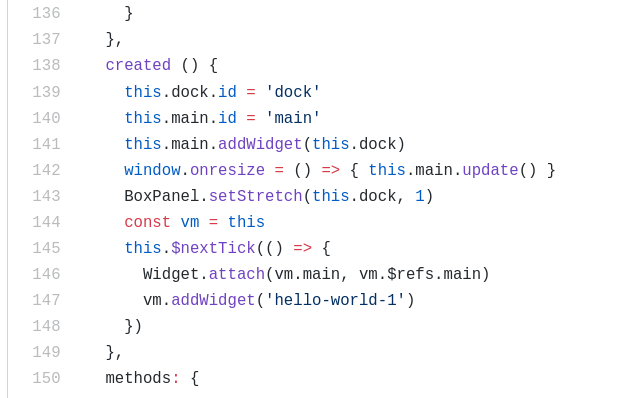 136       }
137     },
138     created () {
139       this.dock.id = 'dock'
140       this.main.id = 'main'
141       this.main.addWidget(this.dock)
142       window.onresize = () => { this.main.update() }
143       BoxPanel.setStretch(this.dock, 1)
144       const vm = this
145       this.$nextTick(() => {
146         Widget.attach(vm.main, vm.$refs.main)
147         vm.addWidget('hello-world-1')
148       })
149     },
150     methods: {